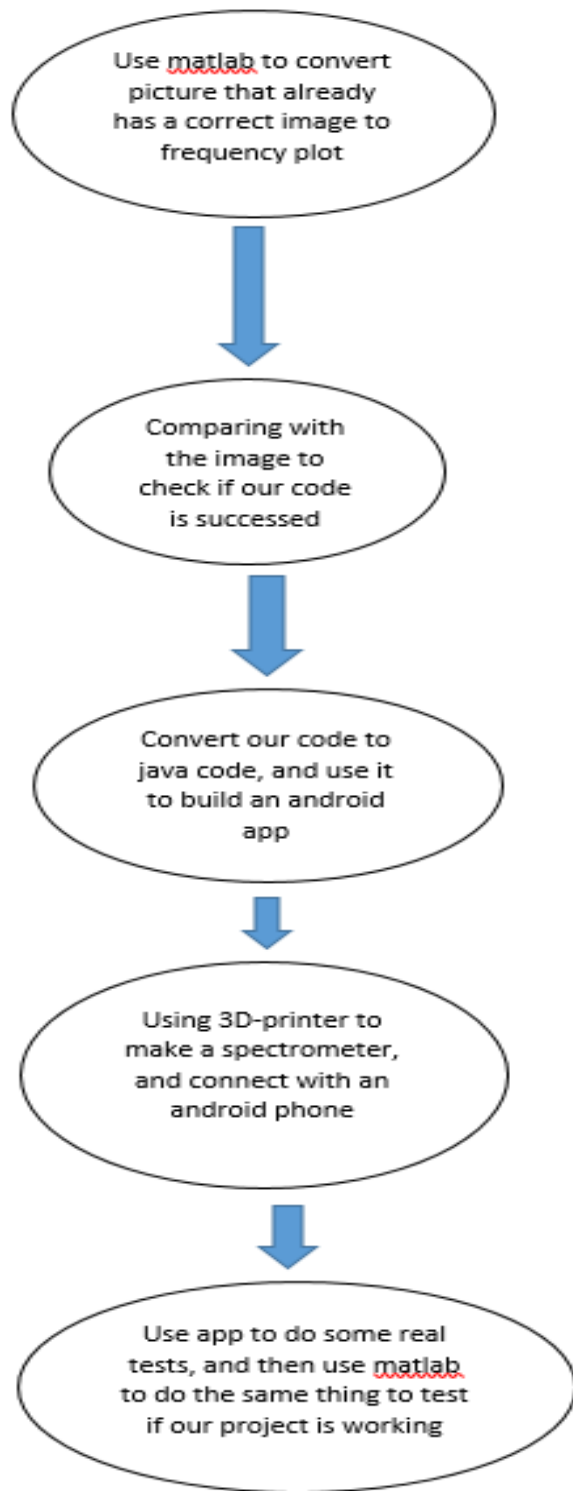 Use matlab to convert
picture that already
has a correct image to
frequency plot
Comparing with
the image to
check if our code
is successed
Convert our code to
java code, and use it
to build an android
app
Using 3D-printer to
make a spectrometer,
and connect with an
android phone
Use app to do some real
tests, and then use matlab
to do the same thing to test
if our project is working